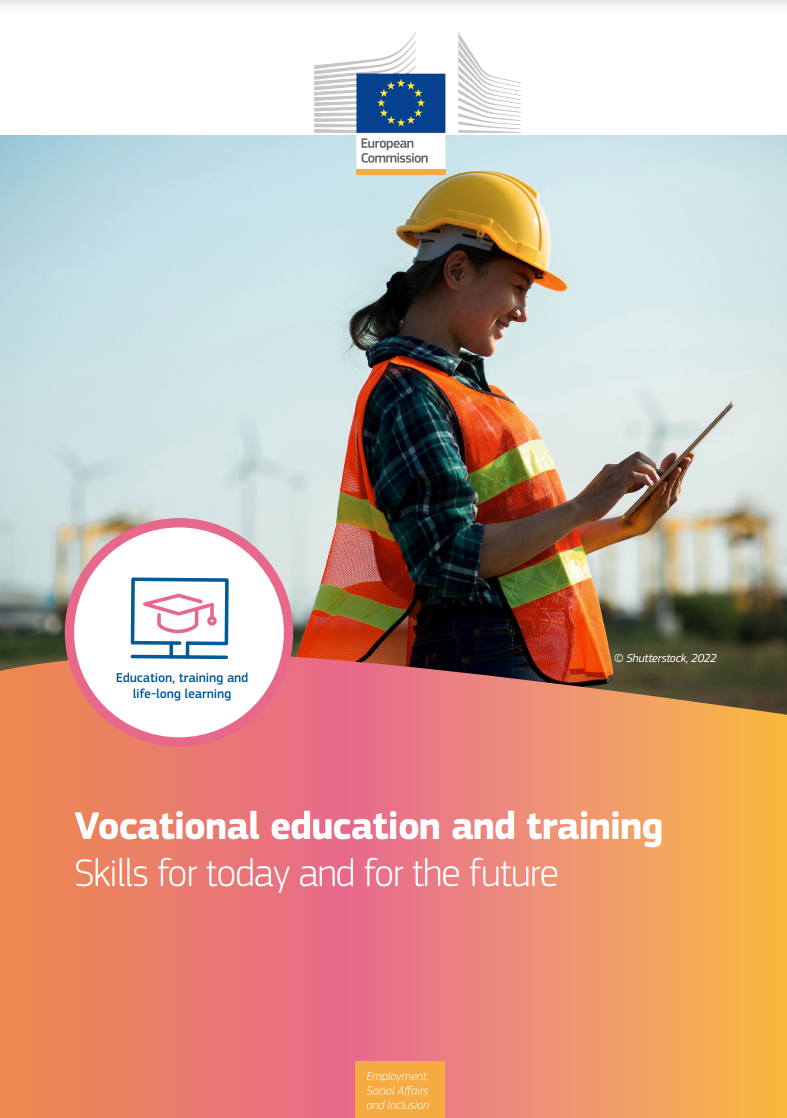 European
Commission
© Shutterstock, 2022
Education, training and
life-long learning
Vocational education and training
Skills for today and for the future
Employment,
Social Affairs
and Inclusion